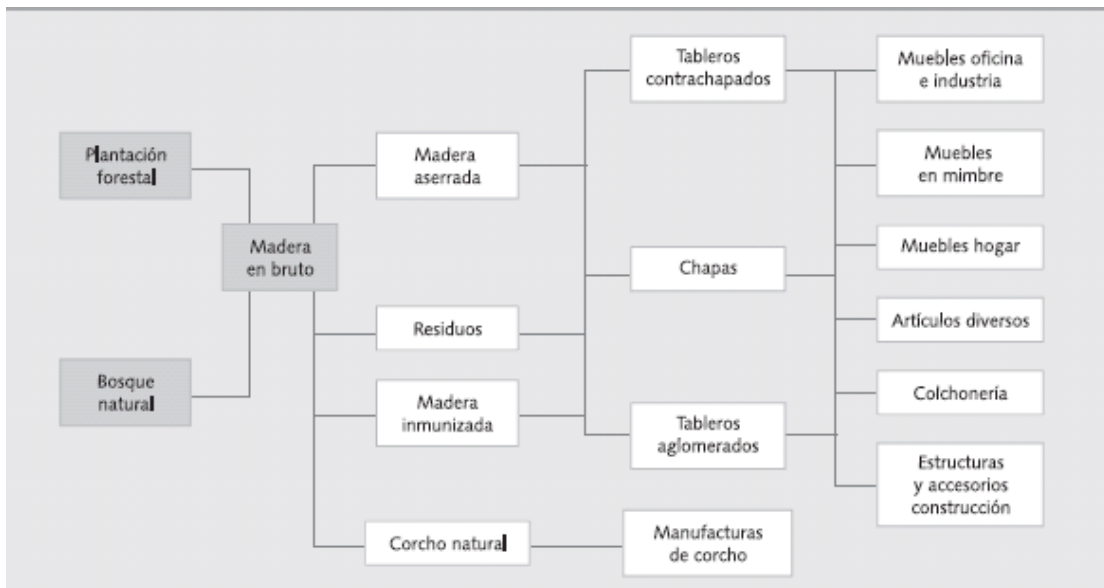 Plantación
forestal
Bosque
natural
Madera
en bruto
Madera
aserrada
Residuos
Madera
inmunizada
Corcho natural
Tableros
contrachapados
Chapas
Tableros
aglomerados
Manufacturas
de corcho
Muebles oficina
e industria
Muebles
en mimbre
Muebles hogar
Artículos diversos
Colchonería
Estructuras
y accesorios
construcción